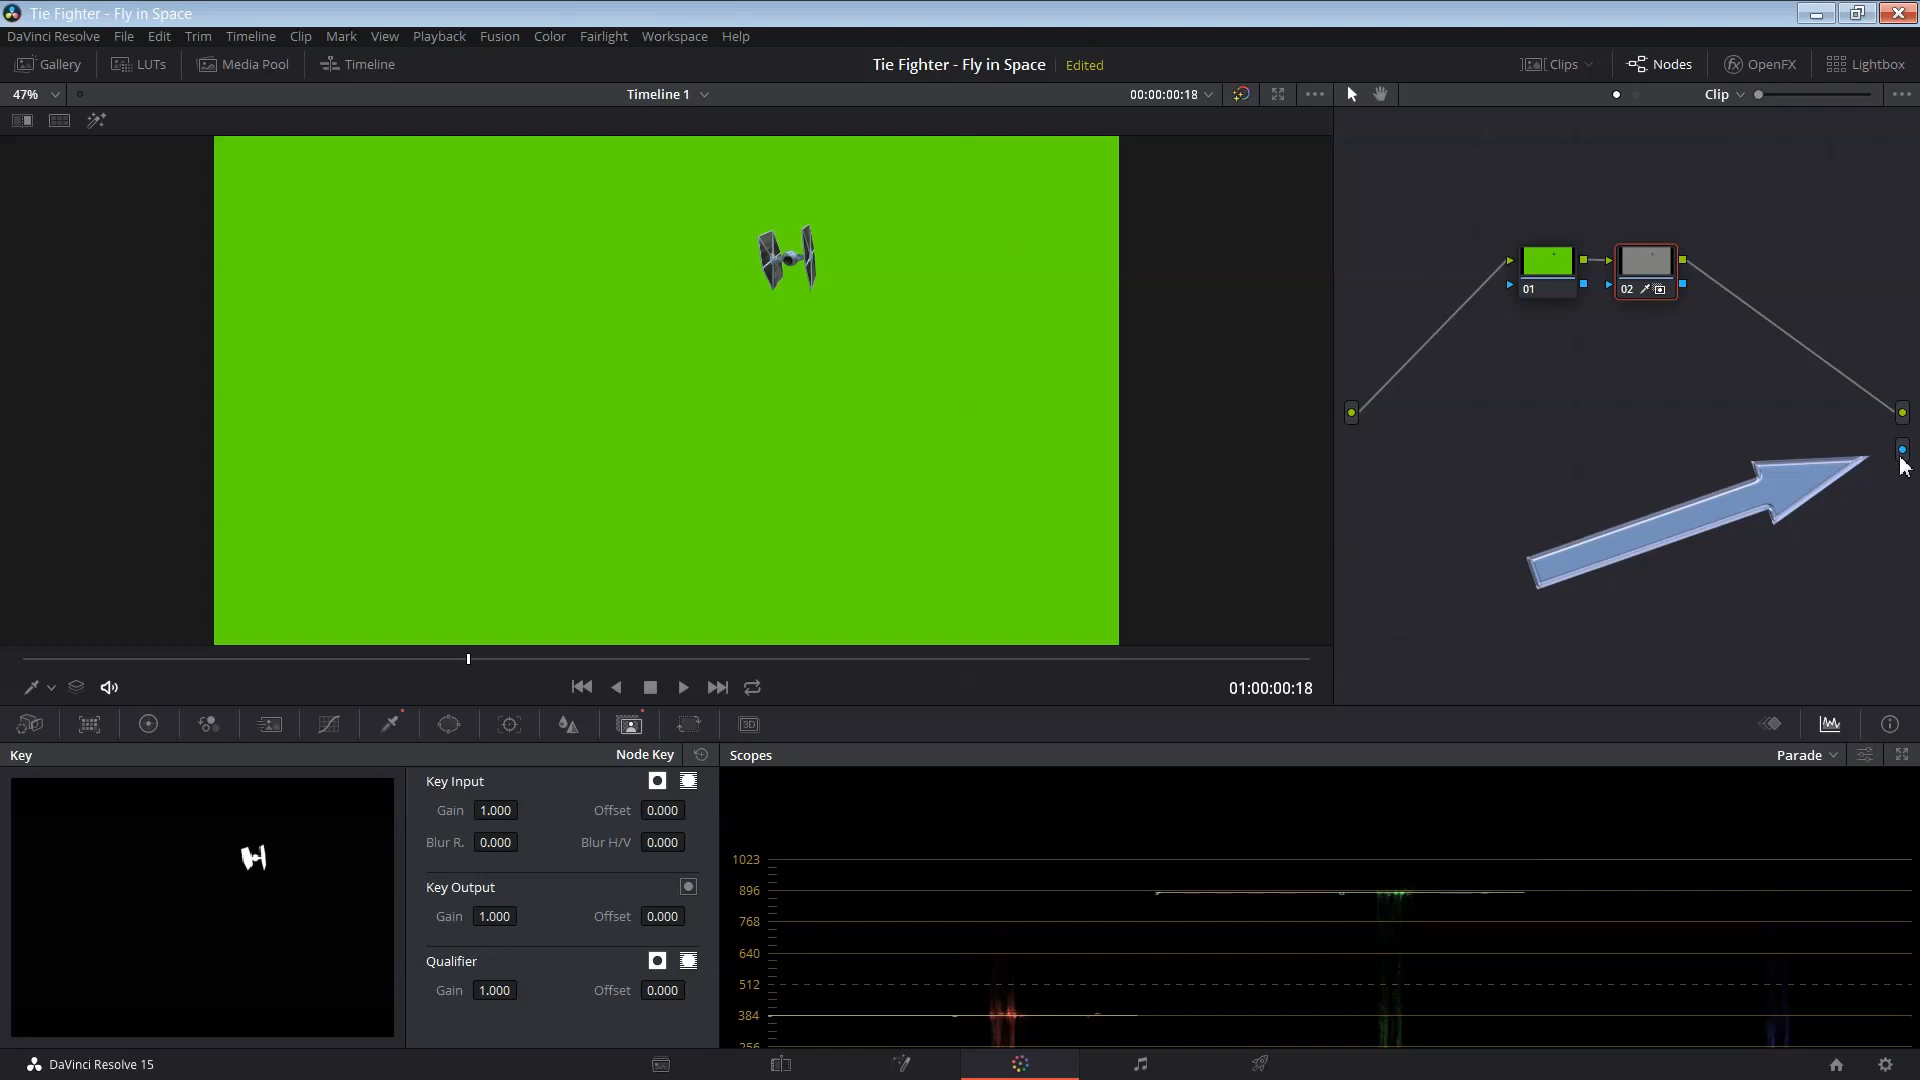 Tie Fighter - Fly in Space
DaVinci Resolve File Edit Trim Timeline Clip Mark View Playback Fusion Color Fairlight Workspace Help
Gallery LUTs Media Pool Timeline Tie Fighter - Fly in Space Edited Clips Nodes OpenFX Lightbox
47% Timeline 1 00:00:00:18 Clip
01 02
01:00:00:18
3D
Key Node Key Scopes Parade
Key Input
Gain 1.000 Offset 0.000
Blur R. 0.000 Blur H/V 0.000
Key Output
Gain 1.000 Offset 0.000
Qualifier
Gain 1.000 Offset 0.000
1023
896
768
640
512
384
256
DaVinci Resolve 15